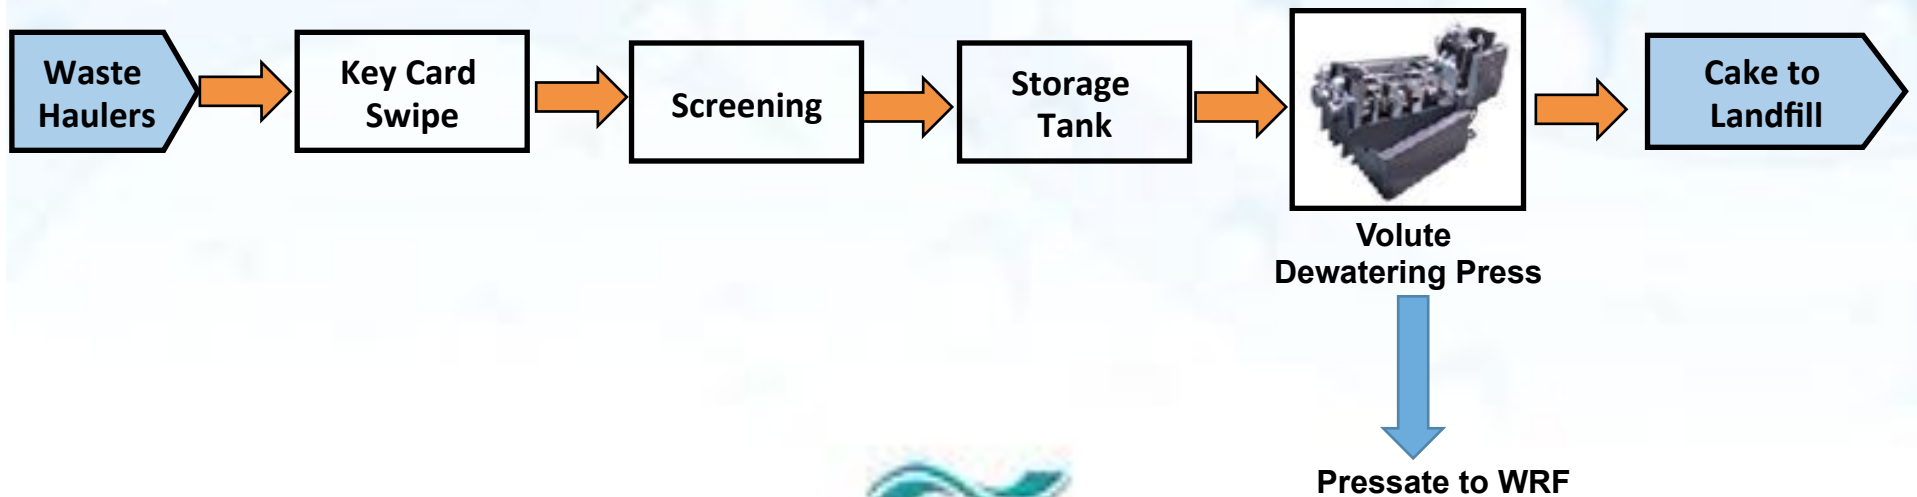 Waste
Haulers
Key Card
Swipe
Screening
Storage
Tank
Volute
Dewatering Press
Cake to
Landfill
Pressate to WRF